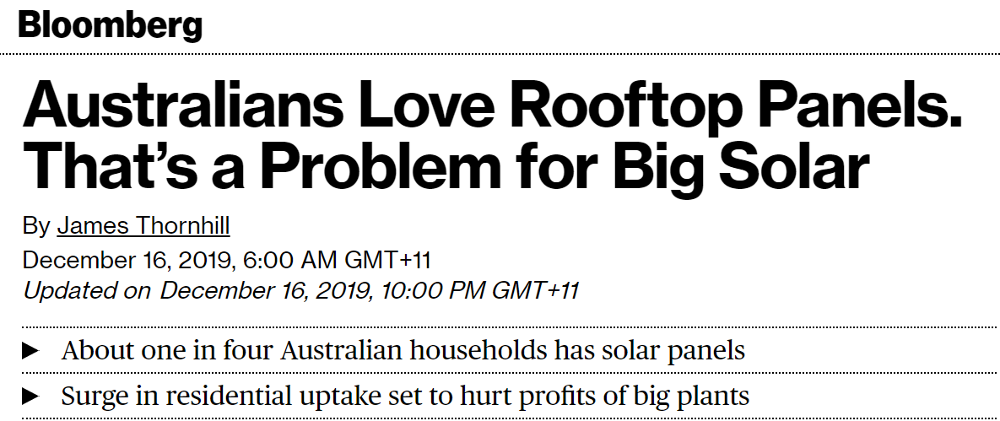 Bloomberg
Australians Love Rooftop Panels.
That’s a Problem for Big Solar
By James Thornhill
December 16, 2019, 6:00 AM GMT+11
Updated on December 16, 2019, 10:00 PM GMT+11
▶ About one in four Australian households has solar panels
▶ Surge in residential uptake set to hurt profits of big plants